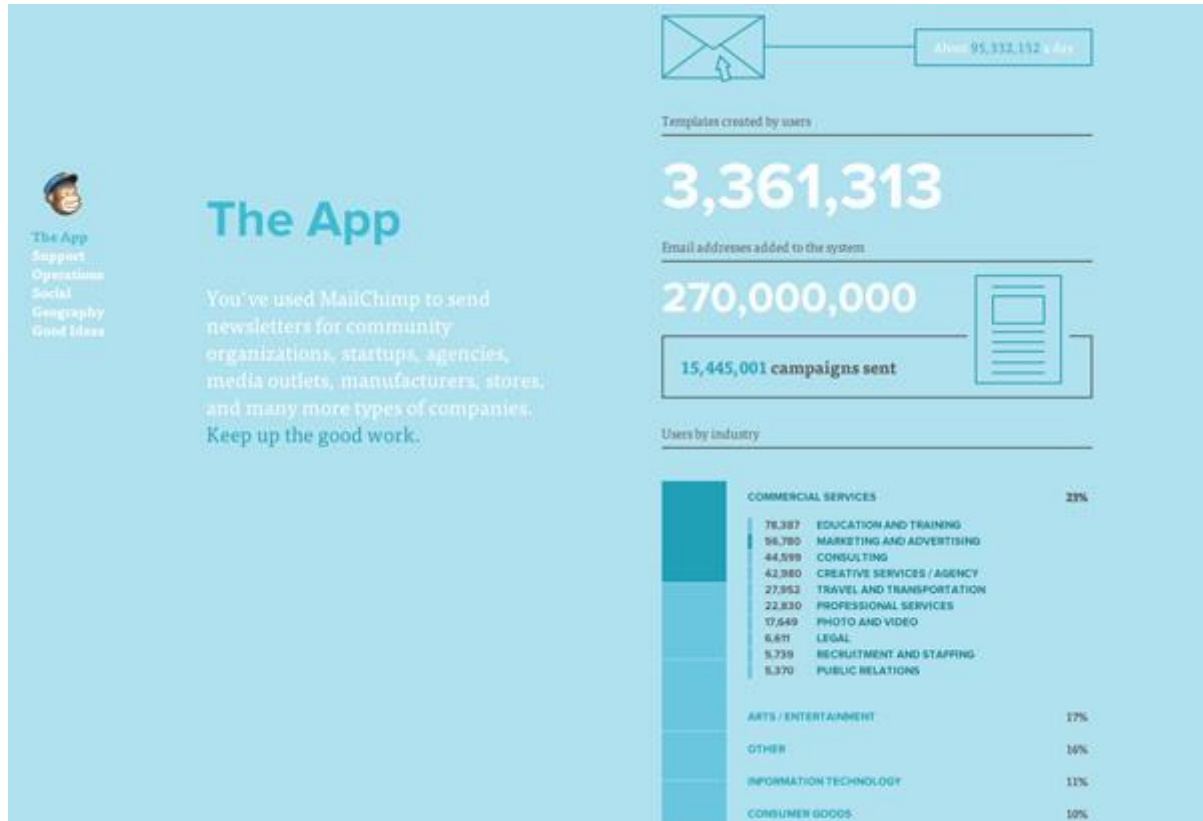 The App
Support
Operations
Social
Geography
Good Ideas
The App
You've used MailChimp to send
newsletters for community
organizations, startups, agencies,
media outlets, manufacturers, stores,
and many more types of companies.
Keep up the good work.
95,332,152 a day
Templates created by users
3,361,313
Email addresses added to the system
270,000,000
15,445,001 campaigns sent
Users by industry
COMMERCIAL SERVICES 23%
78,387 EDUCATION AND TRAINING
56,780 MARKETING AND ADVERTISING
44,599 CONSULTING
42,980 CREATIVE SERVICES / AGENCY
27,952 TRAVEL AND TRANSPORTATION
22,830 PROFESSIONAL SERVICES
17,649 PHOTO AND VIDEO
6,611 LEGAL
5,739 RECRUITMENT AND STAFFING
5,370 PUBLIC RELATIONS
ARTS / ENTERTAINMENT 17%
OTHER 16%
INFORMATION TECHNOLOGY 11%
CONSUMER GOODS 10%